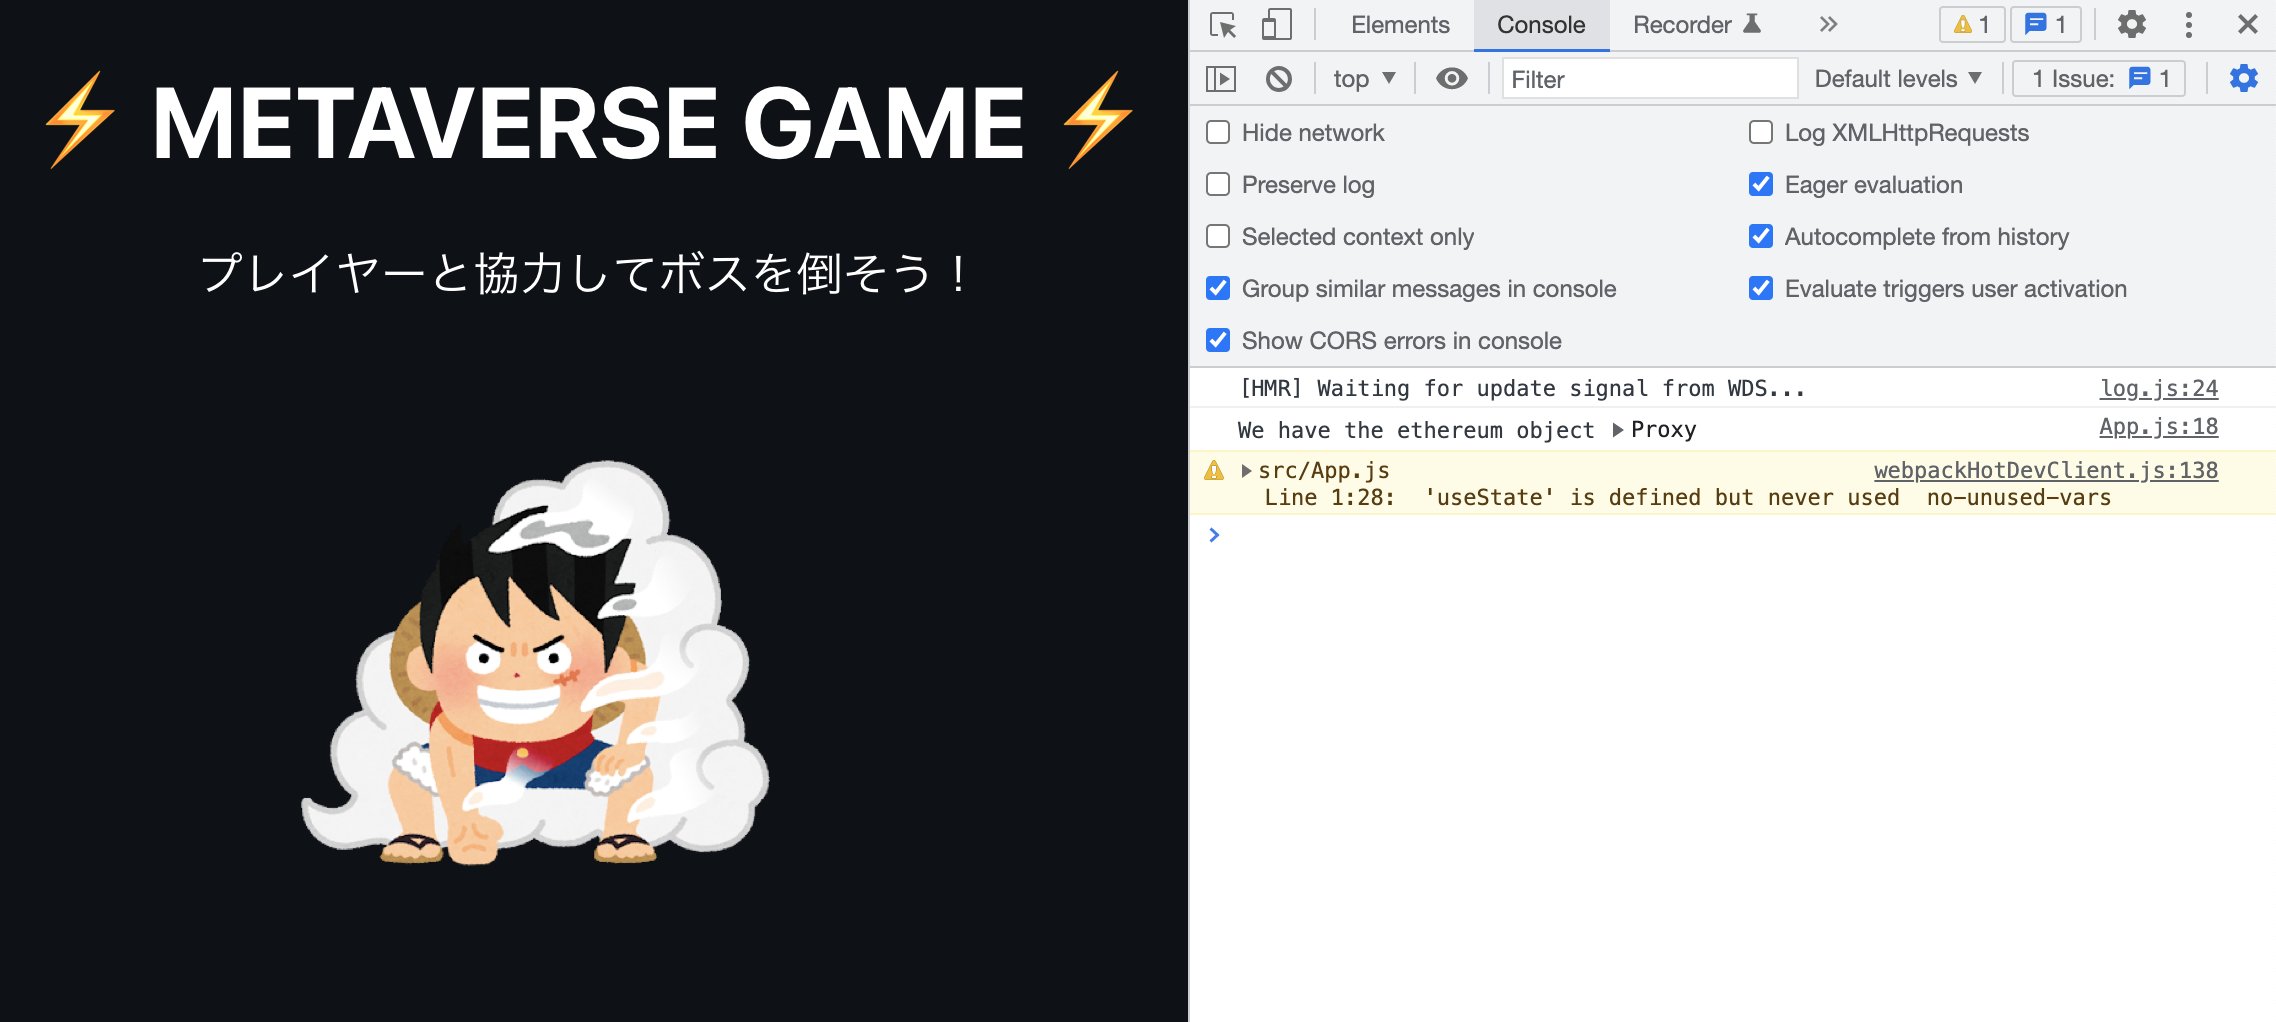 ⚡ METAVERSE GAME ⚡
プレイヤーと協力してボスを倒そう！
Elements Console Recorder 1 1
top Filter Default levels 1 Issue: 1
Hide network
Log XMLHttpRequests
Preserve log
Eager evaluation
Selected context only
Autocomplete from history
Group similar messages in console
Evaluate triggers user activation
Show CORS errors in console
[HMR] Waiting for update signal from WDS... log.js:24
We have the ethereum object ▶Proxy App.js:18
▶src/App.js webpackHotDevClient.js:138
Line 1:28: 'useState' is defined but never used no-unused-vars